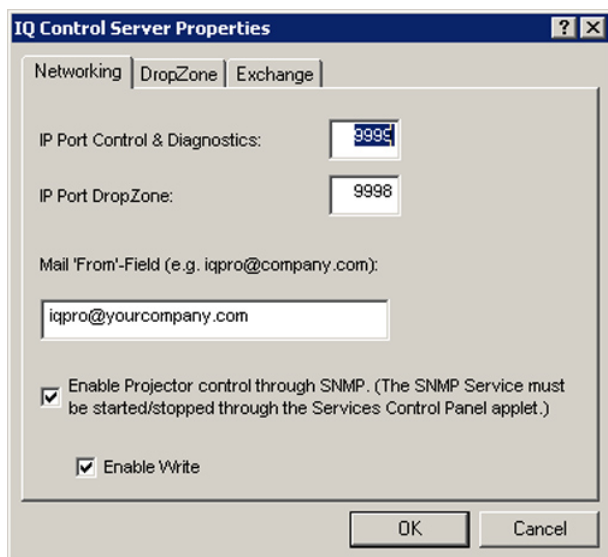 IQ Control Server Properties
Networking DropZone Exchange
IP Port Control & Diagnostics: 9999
IP Port DropZone: 9998
Mail 'From'-Field (e.g. iqpro@company.com):
iqpro@yourcompany.com
Enable Projector control through SNMP. (The SNMP Service must
be started/stopped through the Services Control Panel applet.)
Enable Write
OK Cancel